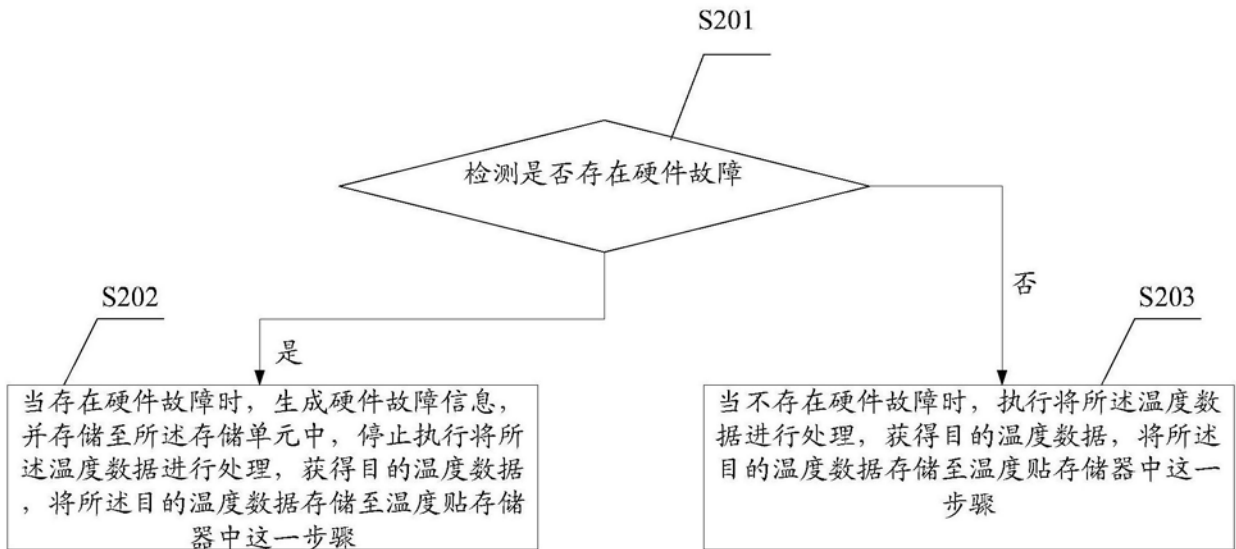 S201
检测是否存在硬件故障
S202
是
当存在硬件故障时，生成硬件故障信息，
并存储至所述存储单元中，停止执行将所
述温度数据进行处理，获得目的温度数据
，将所述目的温度数据存储至温度贴存储
器中这一步骤
否
S203
当不存在硬件故障时，执行将所述温度数
据进行处理，获得目的温度数据，将所述
目的温度数据存储至温度贴存储器中这一
步骤